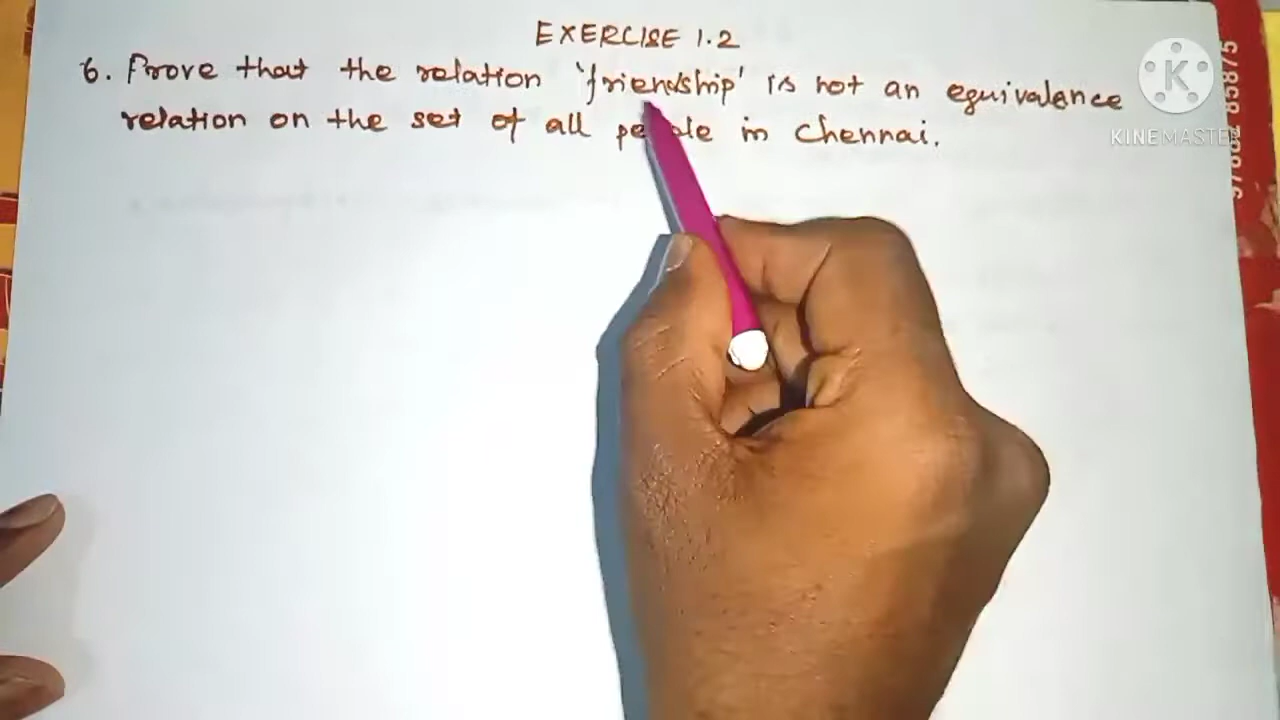 EXERCISE 1.2
6. Prove that the relation 'friendship' is not an equivalence
relation on the set of all people in Chennai.
K
KINEMASTER